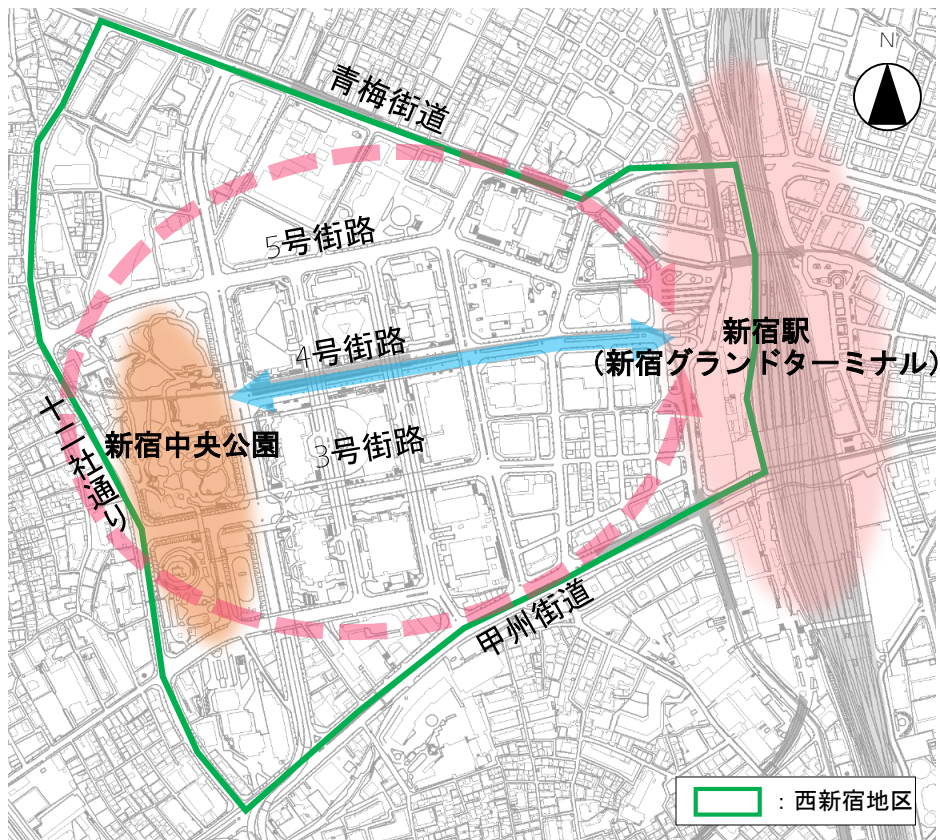 N
青梅街道
5号街路
新宿駅
（新宿グランドターミナル）
4号街路
十二社通り
新宿中央公園
3号街路
甲州街道
：西新宿地区